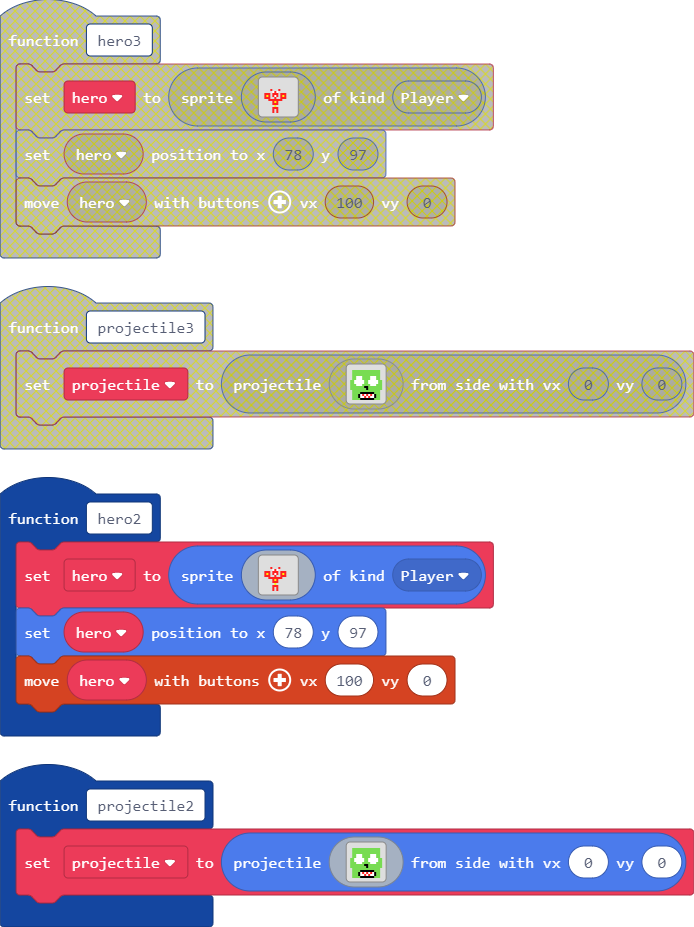 function hero3
set hero to sprite of kind Player
set hero position to x 78 y 97
move hero with buttons vx 100 vy 0
function projectile3
set projectile to projectile from side with vx 0 vy 0
function hero2
set hero to sprite of kind Player
set hero position to x 78 y 97
move hero with buttons vx 100 vy 0
function projectile2
set projectile to projectile from side with vx 0 vy 0